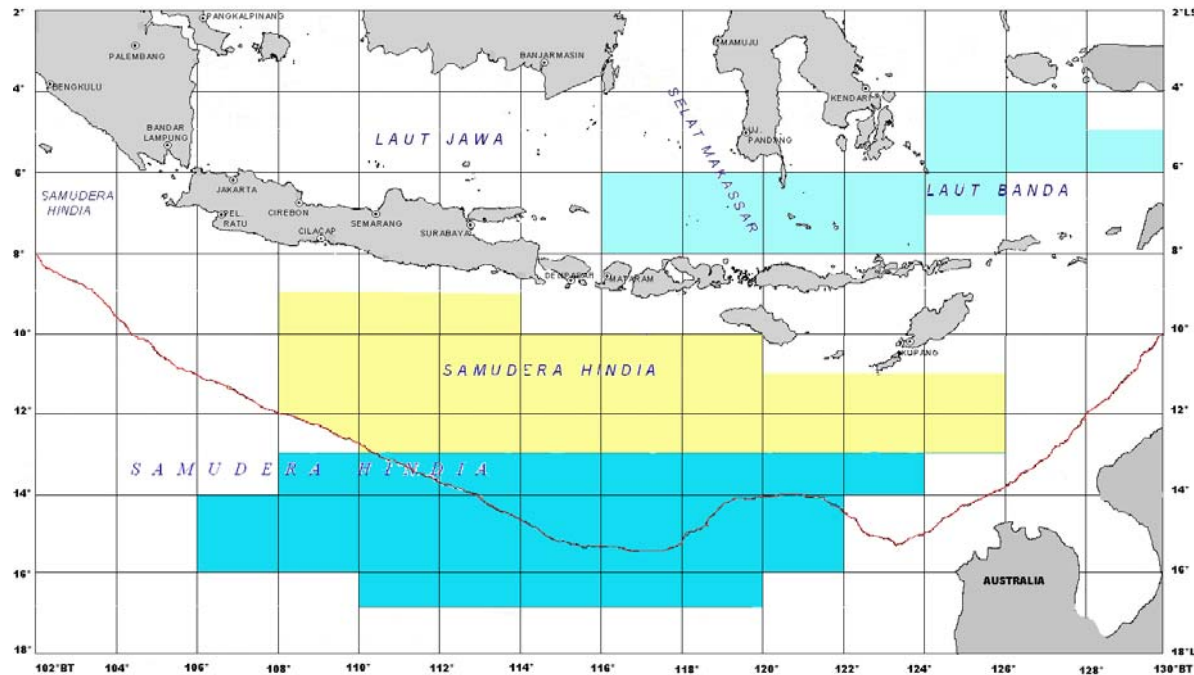 2°
2°LS
PANGKALPINANG
PALEMBANG
BENGKULU
BANDAR
LAMPUNG
BANJARMASIN
MAMUJU
KENDARI
UJ.
PANDANG
SELAT MAKASSAR
LAUT JAWA
LAUT BANDA
4°
4°
6°
6°
SAMUDERA
HINDIA
JAKARTA
PEL.
RATU
CIREBON
CILACAP
SEMARANG
SURABAYA
DENPASAR
MATARAM
KUPANG
8°
8°
10°
10°
SAMUDERA HINDIA
12°
12°
SAMUDERA HINDIA
14°
14°
16°
16°
AUSTRALIA
18°
18°L
102°BT
104°
106°
108°
110°
112°
114°
116°
118°
120°
122°
124°
126°
128°
130°BT